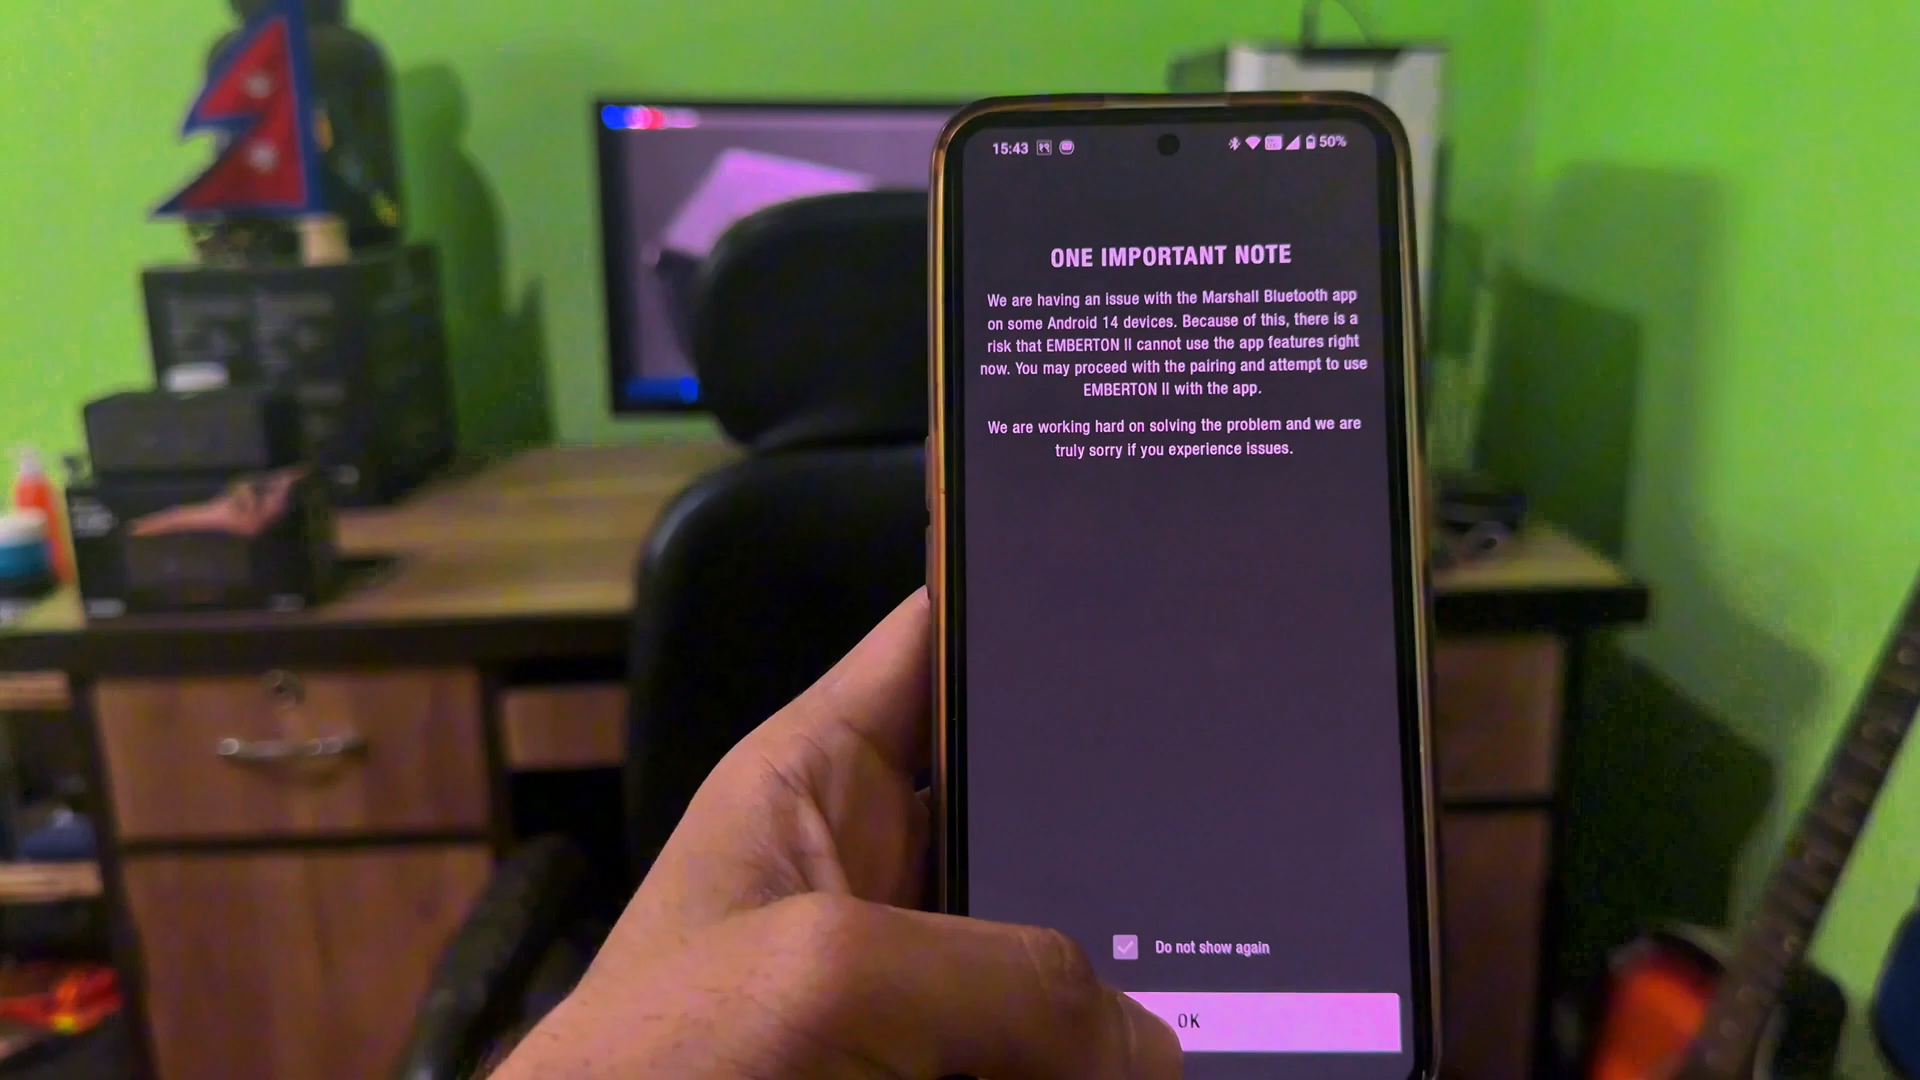 15:43 50%
ONE IMPORTANT NOTE
We are having an issue with the Marshall Bluetooth app
on some Android 14 devices. Because of this, there is a
risk that EMBERTON II cannot use the app features right
now. You may proceed with the pairing and attempt to use
EMBERTON II with the app.
We are working hard on solving the problem and we are
truly sorry if you experience issues.
Do not show again
OK